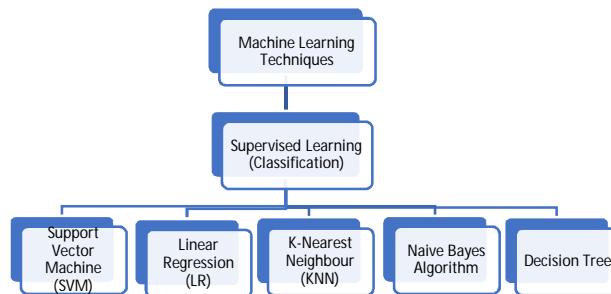 Machine Learning
Techniques
Supervised Learning
(Classification)
Support
Vector
Machine
(SVM)
Linear
Regression
(LR)
K-Nearest
Neighbour
(KNN)
Naive Bayes
Algorithm
Decision Tree